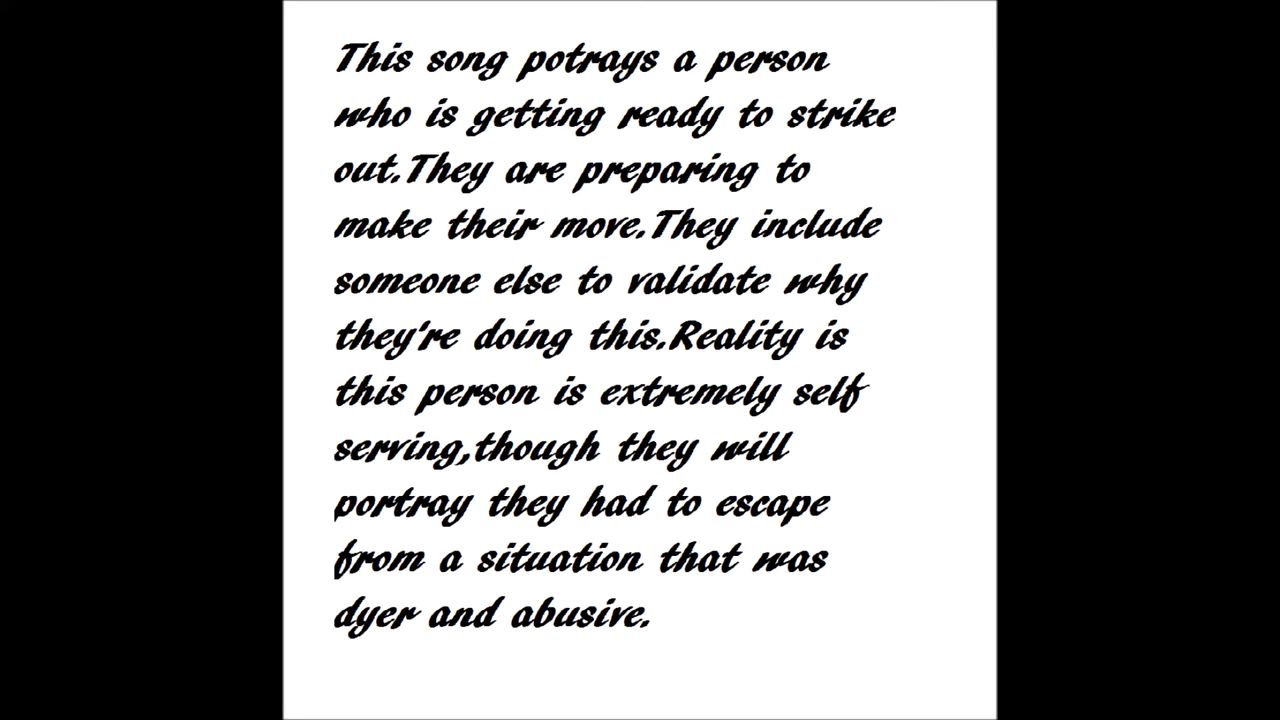 This song potrays a person
who is getting ready to strike
out.They are preparing to
make their move.They include
someone else to validate why
they're doing this.Reality is
this person is extremely self
serving,though they will
portray they had to escape
from a situation that was
dyer and abusive.